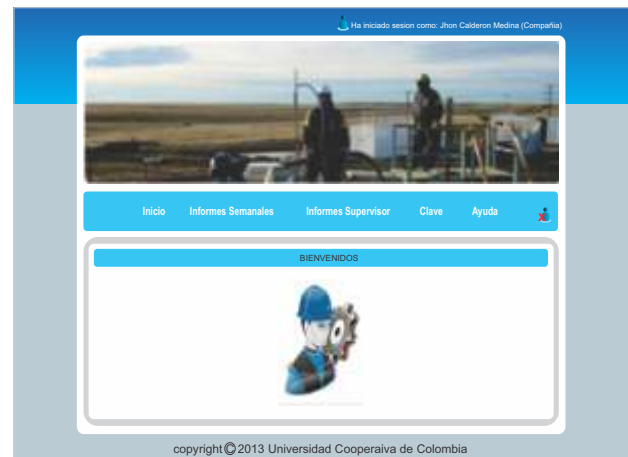 Ha iniciado sesion como: Jhon Calderon Medina (Compañia)
Inicio Informes Semanales Informes Supervisor Clave Ayuda
BIENVENIDOS
copyright © 2013 Universidad Cooperaiva de Colombia